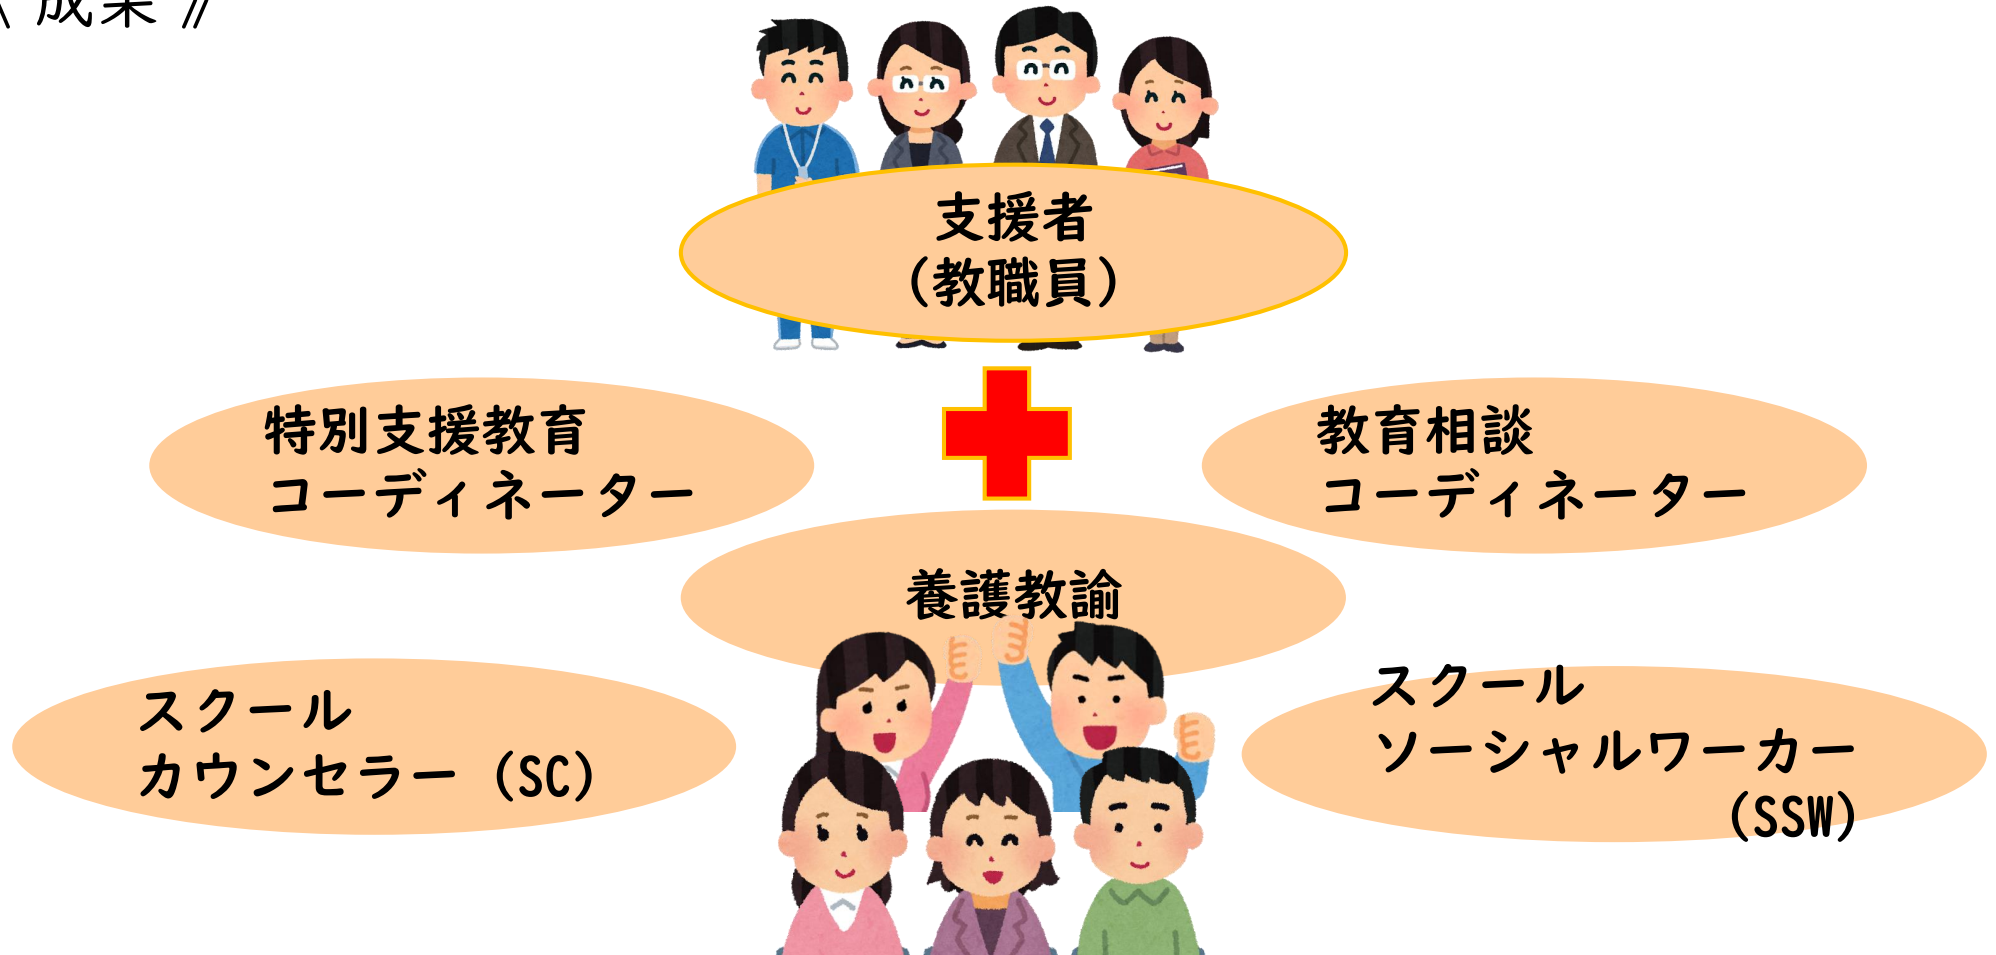 《 成果 》
支援者
(教職員)
特別支援教育
コーディネーター
教育相談
コーディネーター
養護教諭
スクール
カウンセラー (SC)
スクール
ソーシャルワーカー
(SSW)